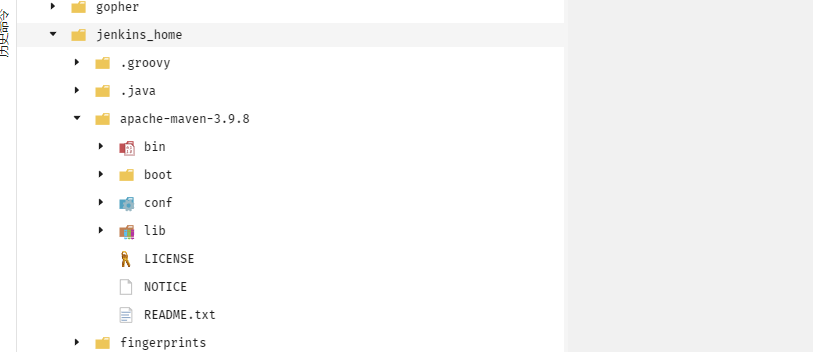 gopher
历史命令
jenkins_home
.groovy
.java
apache-maven-3.9.8
bin
boot
conf
lib
LICENSE
NOTICE
README.txt
fingerprints